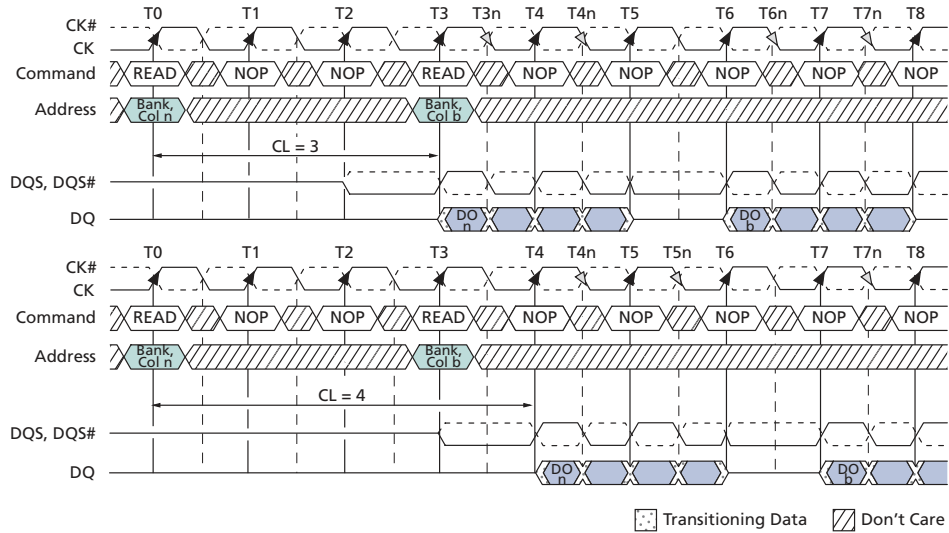 T0 T1 T2 T3 T3n T4 T4n T5 T6 T6n T7 T7n T8
CK#
CK
Command READ NOP NOP READ NOP NOP NOP NOP NOP
Address Bank, Col n Bank, Col b
CL = 3
DQS, DQS#
DQ DO n DO b
T0 T1 T2 T3 T4 T4n T5 T5n T6 T7 T7n T8
CK#
CK
Command READ NOP NOP READ NOP NOP NOP NOP NOP
Address Bank, Col n Bank, Col b
CL = 4
DQS, DQS#
DQ DO n DO b
Transitioning Data Don't Care